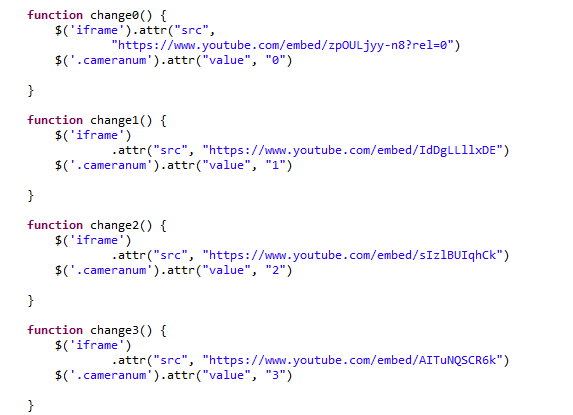 function change0() {
    $('iframe').attr("src",
            "https://www.youtube.com/embed/zpOULjyy-n8?rel=0")
    $('.cameranum').attr("value", "0")
}
function change1() {
    $('iframe')
            .attr("src", "https://www.youtube.com/embed/IdDgLLllxDE")
    $('.cameranum').attr("value", "1")
}
function change2() {
    $('iframe')
            .attr("src", "https://www.youtube.com/embed/sIzlBUIqhCk")
    $('.cameranum').attr("value", "2")
}
function change3() {
    $('iframe')
            .attr("src", "https://www.youtube.com/embed/AITuNQSCR6k")
    $('.cameranum').attr("value", "3")
}